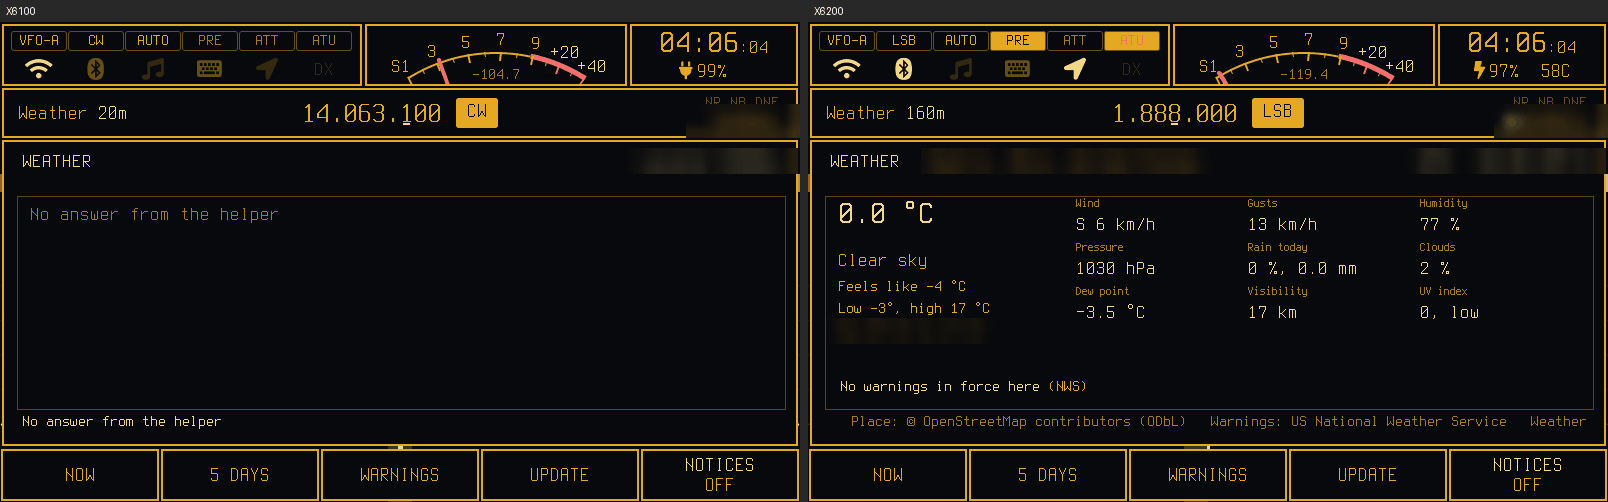 X6100
VFO-A CW AUTO PRE ATT ATU
DX
S1 3 5 7 9 +20 +40
-104.7
04:06:04
99%
Weather 20m
14.063.100 CW
NR NB DNF
WEATHER
No answer from the helper
No answer from the helper
NOW
5 DAYS
WARNINGS
UPDATE
NOTICES
OFF
X6200
VFO-A LSB AUTO PRE ATT ATU
DX
S1 3 5 7 9 +20 +40
-119.4
04:06:04
97% 58C
Weather 160m
1.888.000 LSB
NR NB DNF
WEATHER
0.0 °C
Clear sky
Feels like -4 °C
Low -3°, high 17 °C
Wind
S 6 km/h
Gusts
13 km/h
Humidity
77 %
Pressure
1030 hPa
Rain today
0 %, 0.0 mm
Clouds
2 %
Dew point
-3.5 °C
Visibility
17 km
UV index
0, low
No warnings in force here (NWS)
Place: © OpenStreetMap contributors (ODbL) Warnings: US National Weather Service Weather
NOW
5 DAYS
WARNINGS
UPDATE
NOTICES
OFF